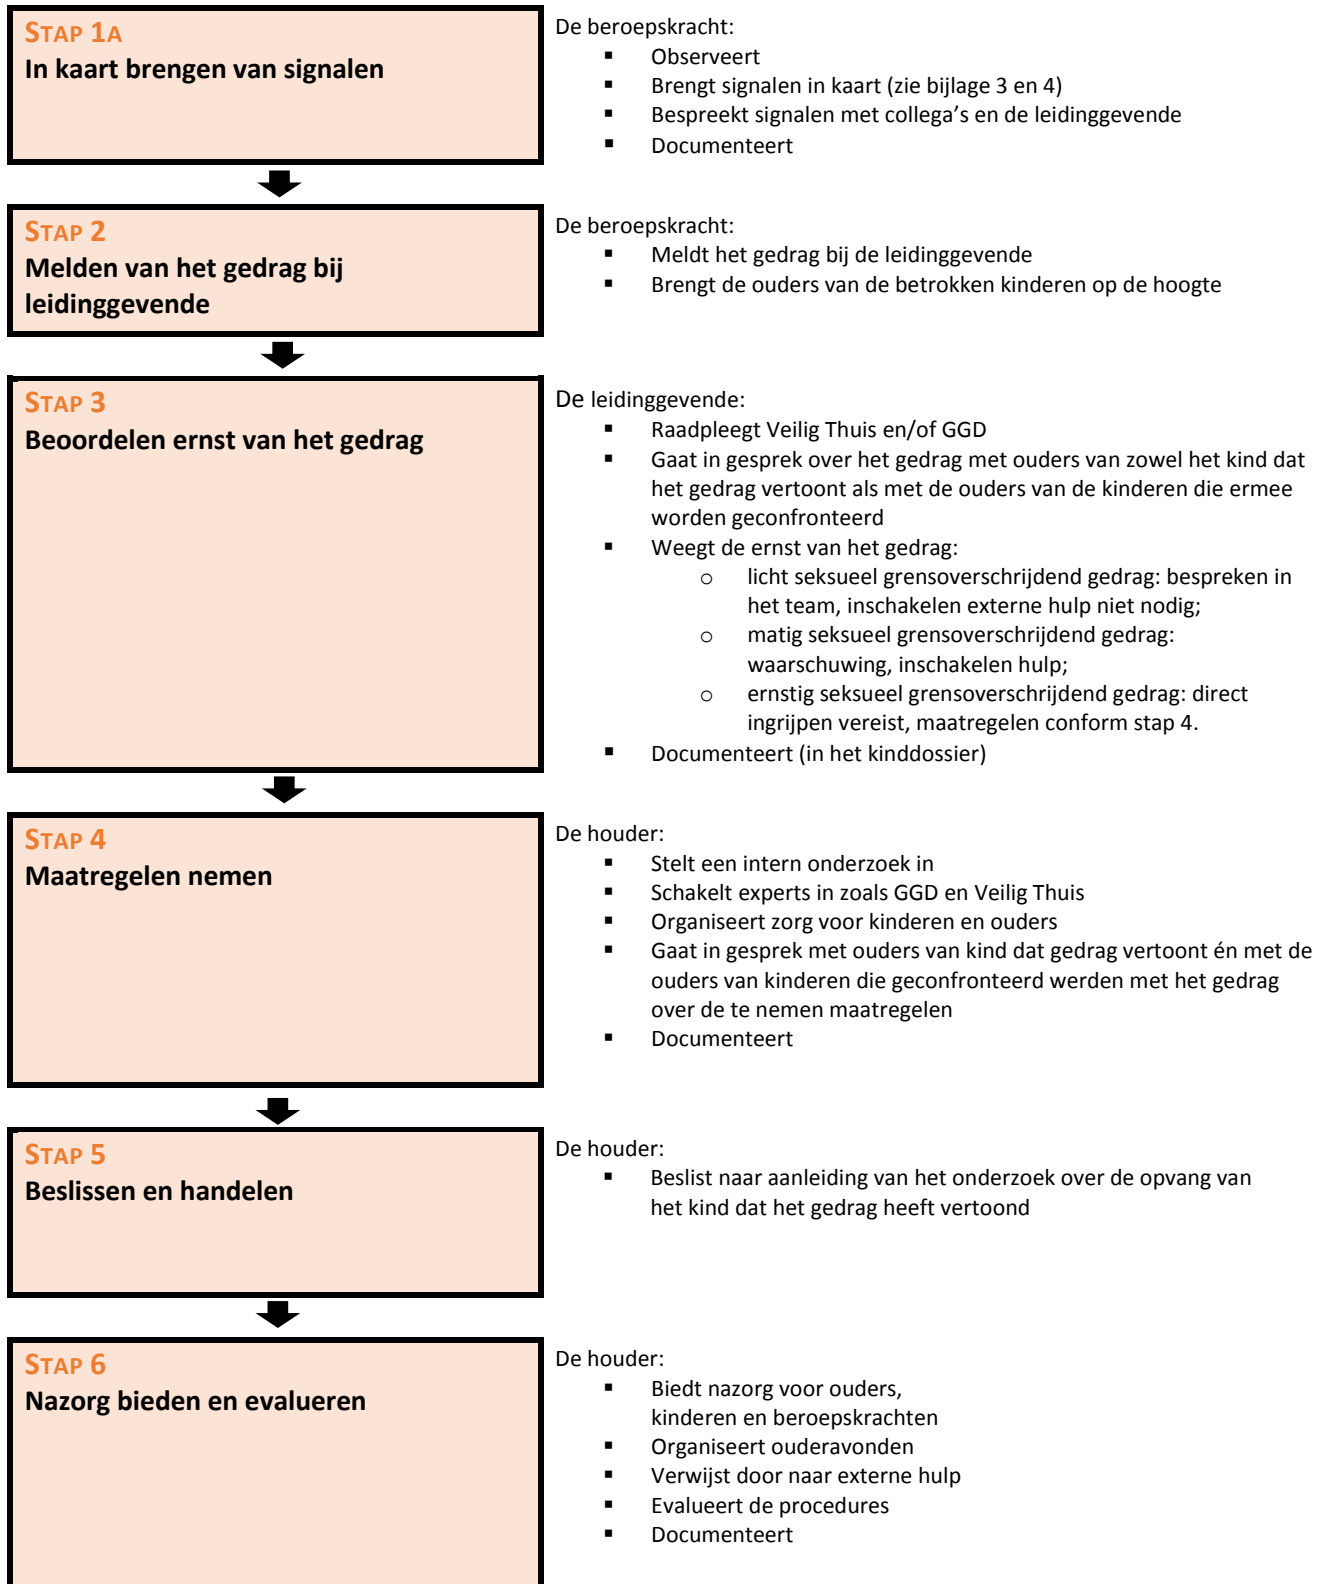 STAP 1A
In kaart brengen van signalen
De beroepskracht:
▪ Observeert
▪ Brengt signalen in kaart (zie bijlage 3 en 4)
▪ Bespreekt signalen met collega’s en de leidinggevende
▪ Documenteert
STAP 2
Melden van het gedrag bij
leidinggevende
De beroepskracht:
▪ Meldt het gedrag bij de leidinggevende
▪ Brengt de ouders van de betrokken kinderen op de hoogte
STAP 3
Beoordelen ernst van het gedrag
De leidinggevende:
▪ Raadpleegt Veilig Thuis en/of GGD
▪ Gaat in gesprek over het gedrag met ouders van zowel het kind dat
het gedrag vertoont als met de ouders van de kinderen die ermee
worden geconfronteerd
▪ Weegt de ernst van het gedrag:
o licht seksueel grensoverschrijdend gedrag: bespreken in
het team, inschakelen externe hulp niet nodig;
o matig seksueel grensoverschrijdend gedrag:
waarschuwing, inschakelen hulp;
o ernstig seksueel grensoverschrijdend gedrag: direct
ingrijpen vereist, maatregelen conform stap 4.
▪ Documenteert (in het kinddossier)
STAP 4
Maatregelen nemen
De houder:
▪ Stelt een intern onderzoek in
▪ Schakelt experts in zoals GGD en Veilig Thuis
▪ Organiseert zorg voor kinderen en ouders
▪ Gaat in gesprek met ouders van kind dat gedrag vertoont én met de
ouders van kinderen die geconfronteerd werden met het gedrag
over de te nemen maatregelen
▪ Documenteert
STAP 5
Beslissen en handelen
De houder:
▪ Beslist naar aanleiding van het onderzoek over de opvang van
het kind dat het gedrag heeft vertoond
STAP 6
Nazorg bieden en evalueren
De houder:
▪ Biedt nazorg voor ouders,
kinderen en beroepskrachten
▪ Organiseert ouderavonden
▪ Verwijst door naar externe hulp
▪ Evalueert de procedures
▪ Documenteert